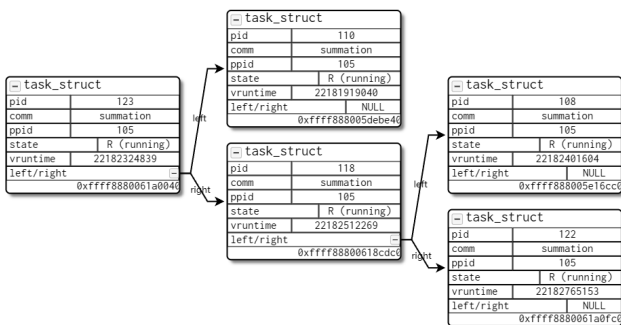 task_struct
pid 123
comm summation
ppid 105
state R (running)
vruntime 22182324839
left/right
0xffff8880061a0040
left
right
task_struct
pid 110
comm summation
ppid 105
state R (running)
vruntime 22181919040
left/right NULL
0xffff888005debe40
task_struct
pid 118
comm summation
ppid 105
state R (running)
vruntime 22182512269
left/right
0xffff88800618cdc0
left
right
task_struct
pid 108
comm summation
ppid 105
state R (running)
vruntime 22182401604
left/right NULL
0xffff888005e16cc0
task_struct
pid 122
comm summation
ppid 105
state R (running)
vruntime 22182765153
left/right NULL
0xffff8880061a0fc0